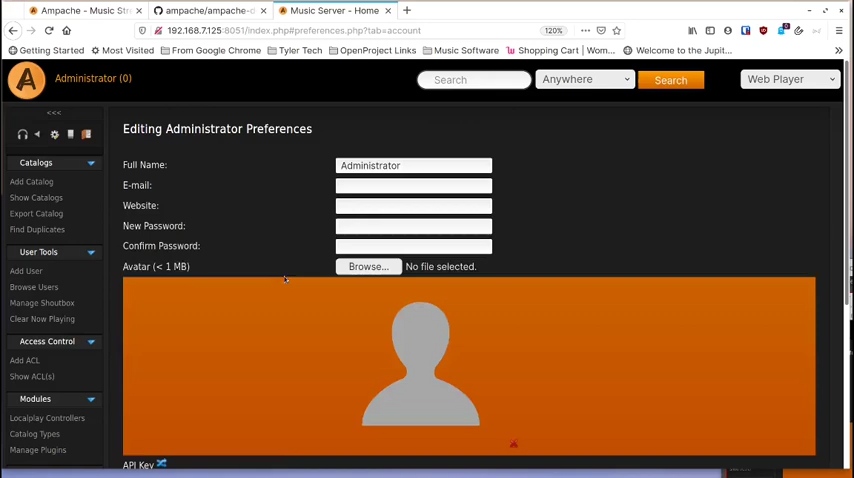 Ampache - Music Str
ampache/ampache-d
Music Server - Home
192.168.7.125:8051/index.php#preferences.php?tab=account
120%
Getting Started
Most Visited
From Google Chrome
Tyler Tech
OpenProject Links
Music Software
Shopping Cart | Wom...
Welcome to the Jupit...
Administrator (0)
Search
Anywhere
Search
Web Player
<<<
Catalogs
Add Catalog
Show Catalogs
Export Catalog
Find Duplicates
User Tools
Add User
Browse Users
Manage Shoutbox
Clear Now Playing
Access Control
Add ACL
Show ACL(s)
Modules
Localplay Controllers
Catalog Types
Manage Plugins
Editing Administrator Preferences
Full Name:
Administrator
E-mail:
Website:
New Password:
Confirm Password:
Avatar (< 1 MB)
Browse...
No file selected.
API Key